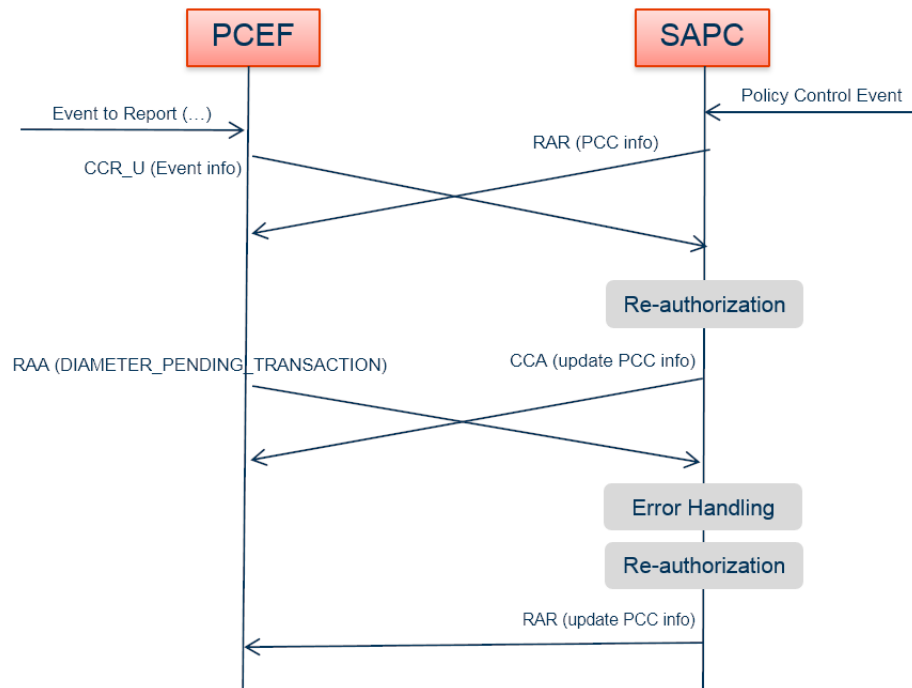 PCEF
SAPC
Event to Report (…)
Policy Control Event
RAR (PCC info)
CCR_U (Event info)
Re-authorization
RAA (DIAMETER_PENDING_TRANSACTION)
CCA (update PCC info)
Error Handling
Re-authorization
RAR (update PCC info)